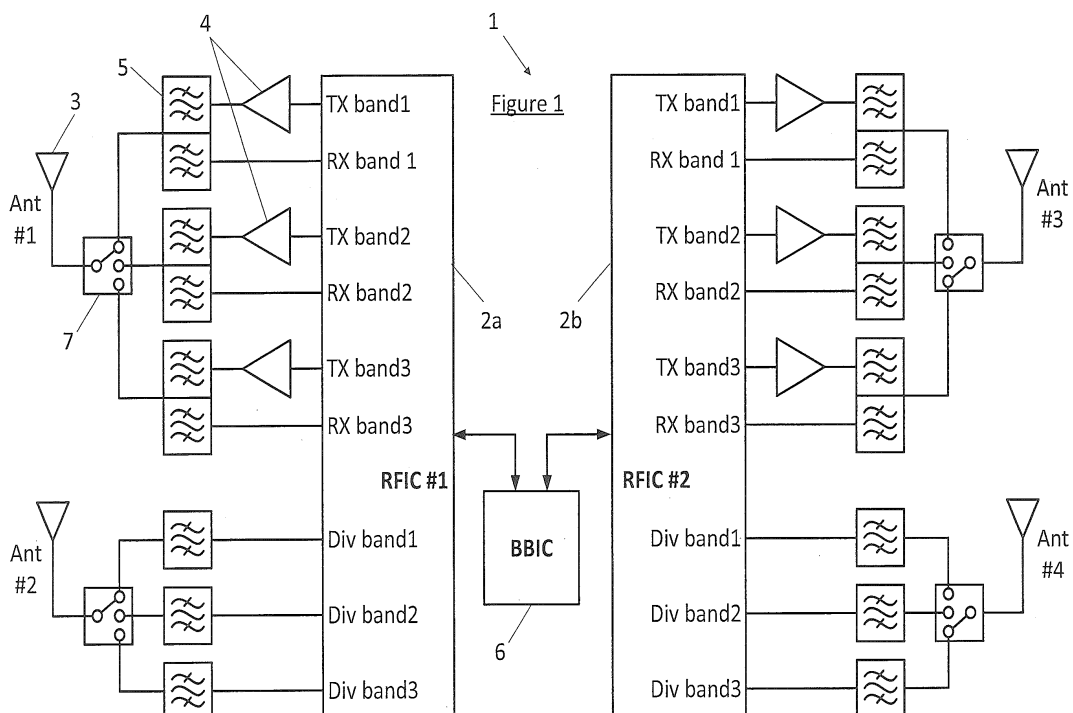 1
Figure 1
3
5
4
Ant
#1
7
TX band1
RX band 1
TX band2
RX band2
TX band3
RX band3
RFIC #1
2a
Ant
#2
Div band1
Div band2
Div band3
BBIC
6
2b
TX band1
RX band 1
TX band2
RX band2
TX band3
RX band3
RFIC #2
Div band1
Div band2
Div band3
Ant
#3
Ant
#4